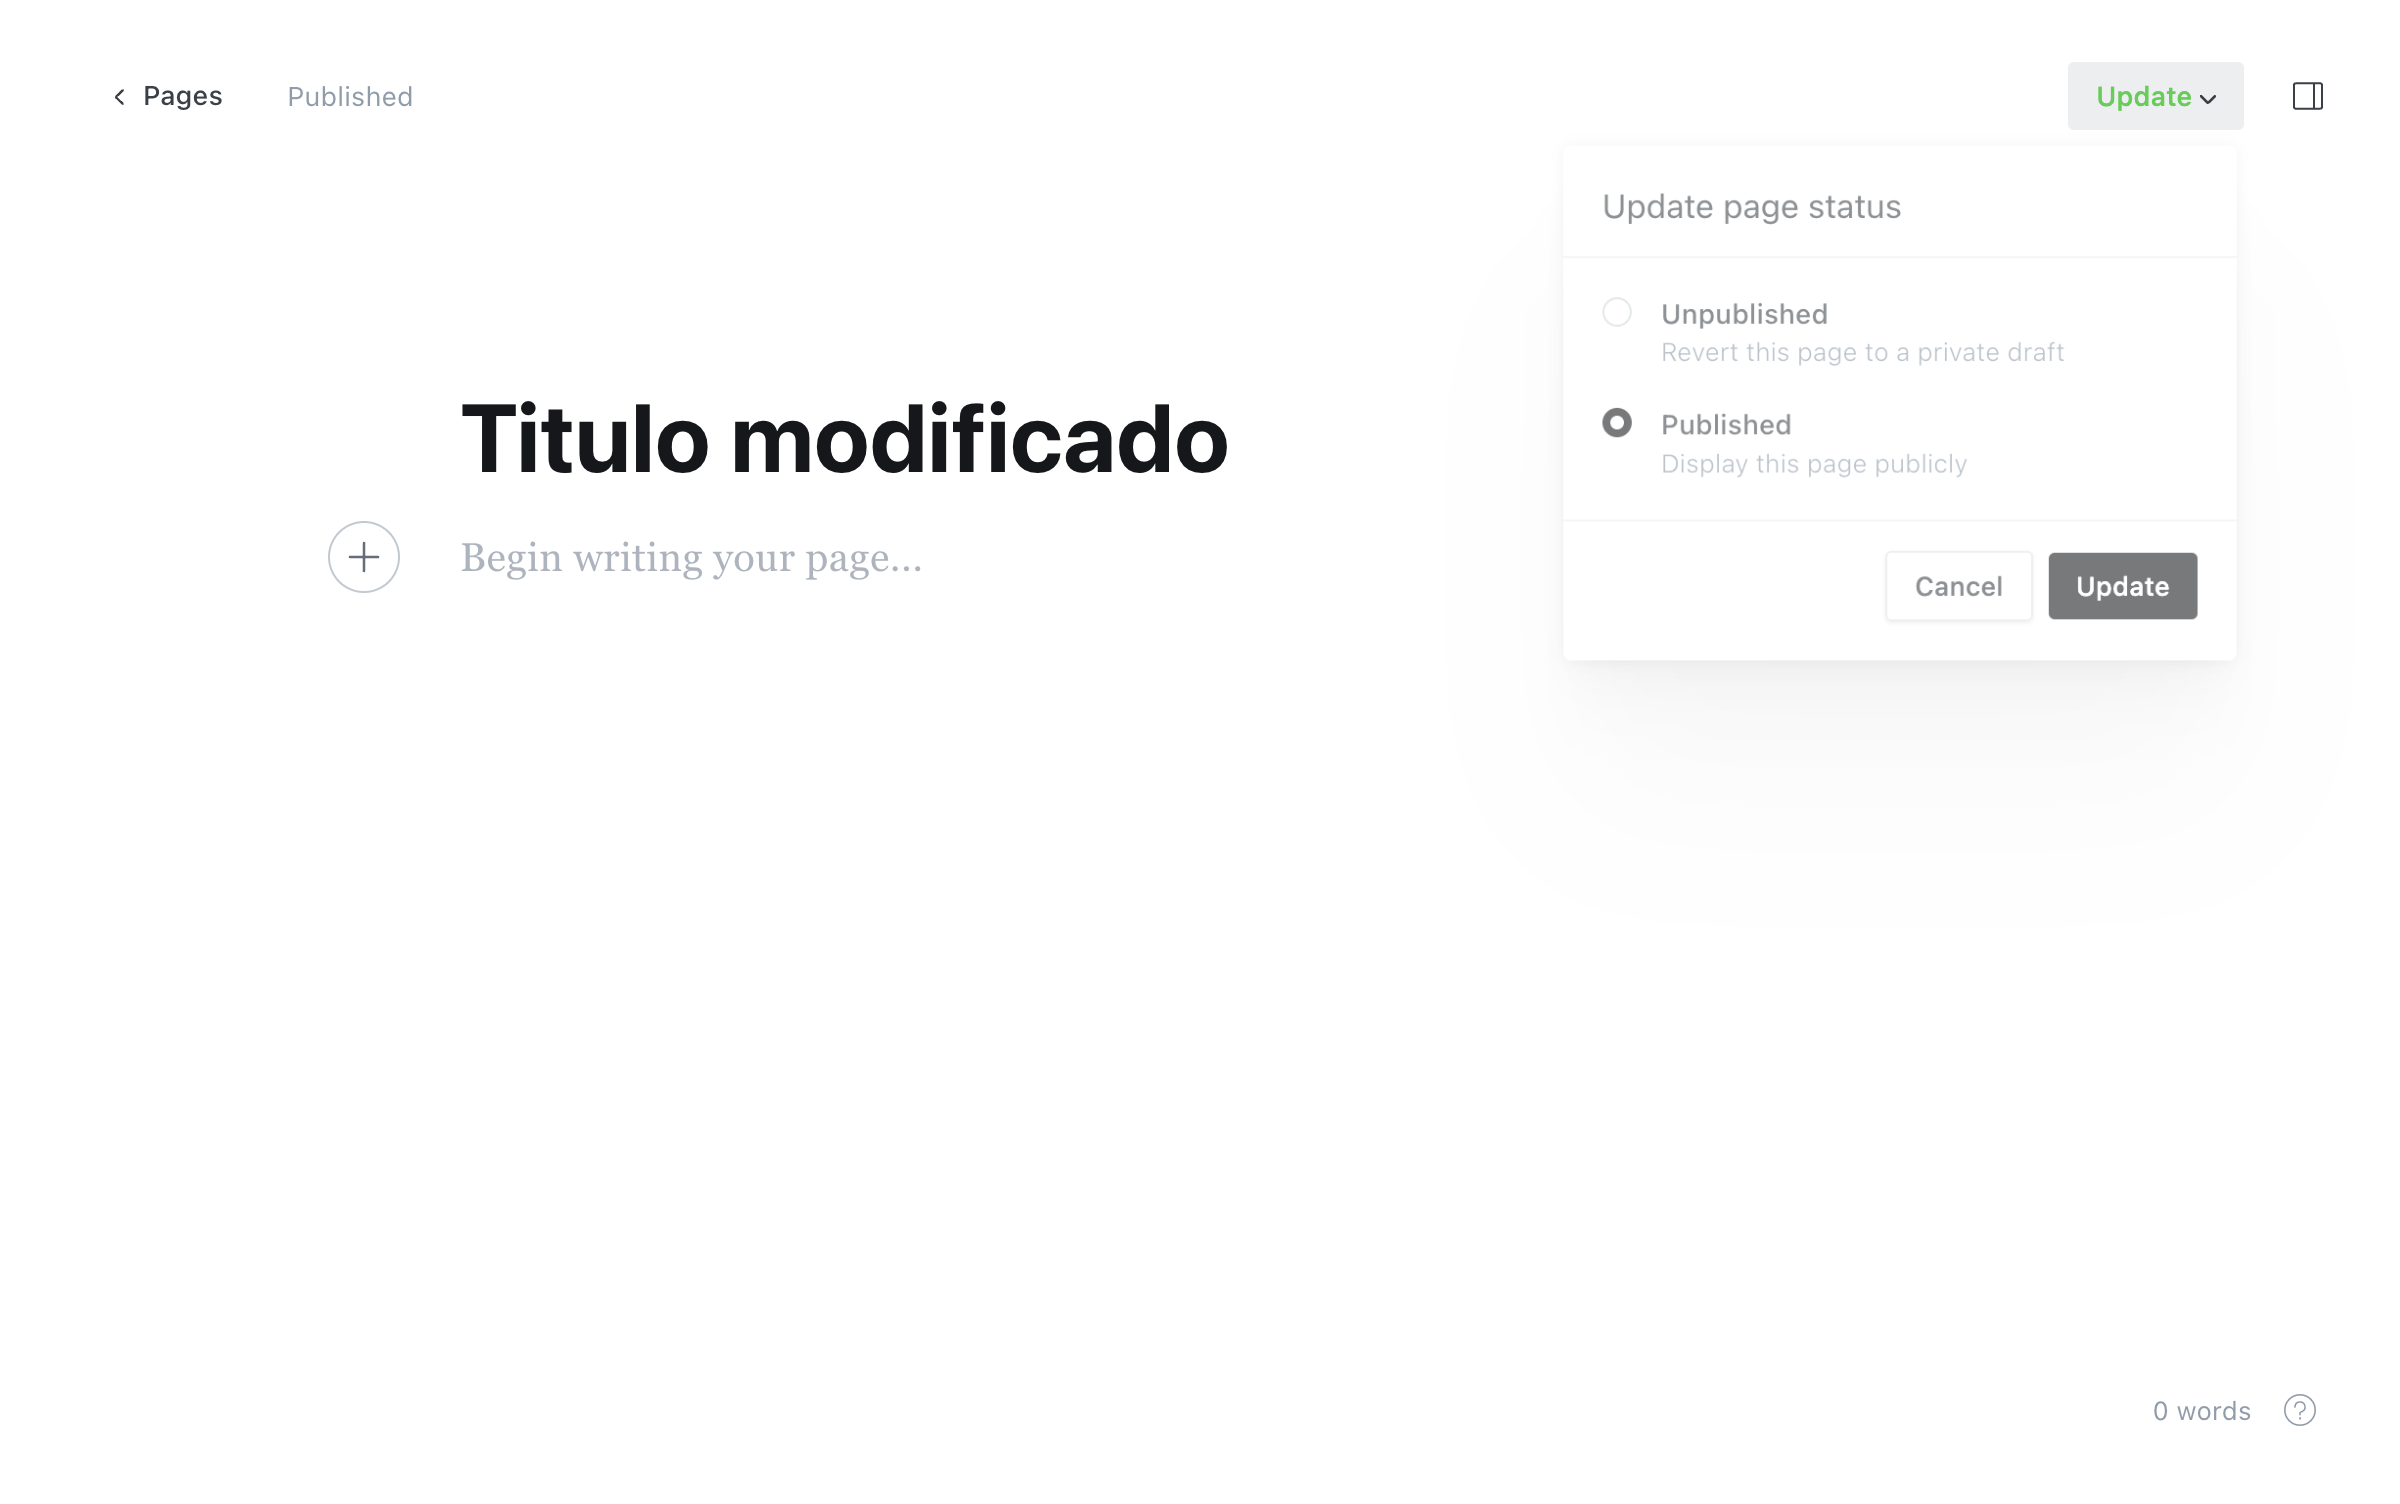 Pages
Published
Update
Update page status
Unpublished
Revert this page to a private draft
Published
Display this page publicly
Cancel
Update
Titulo modificado
Begin writing your page...
0 words
?